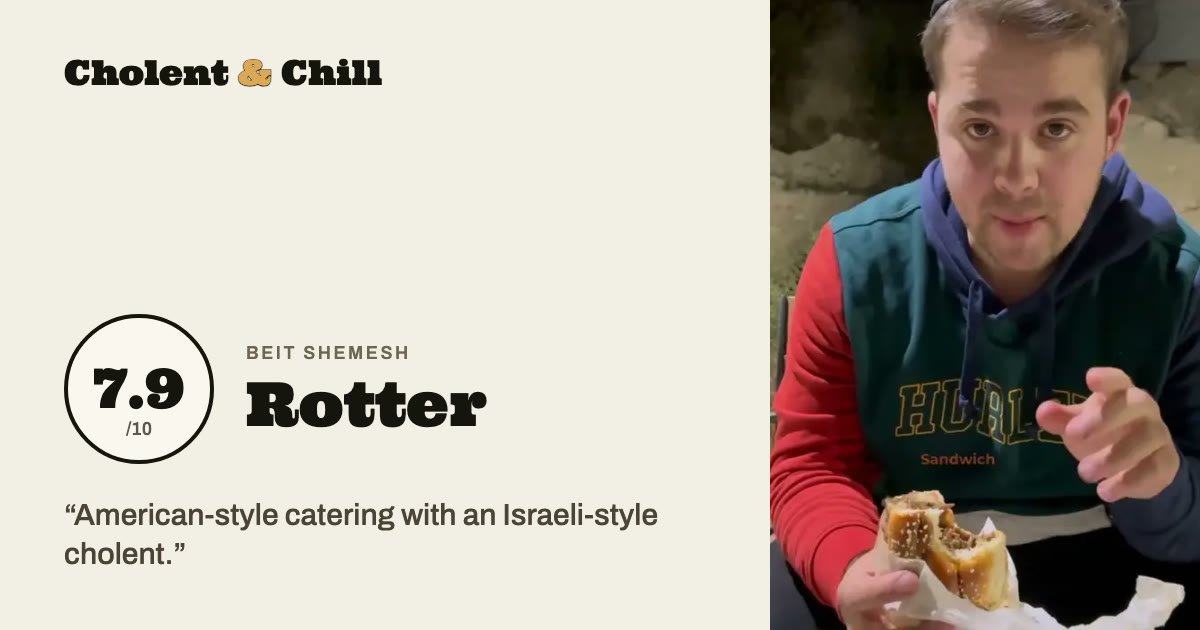 Cholent & Chill
7.9
/10
BEIT SHEMESH
Rotter
“American-style catering with an Israeli-style
cholent.”
Sandwich